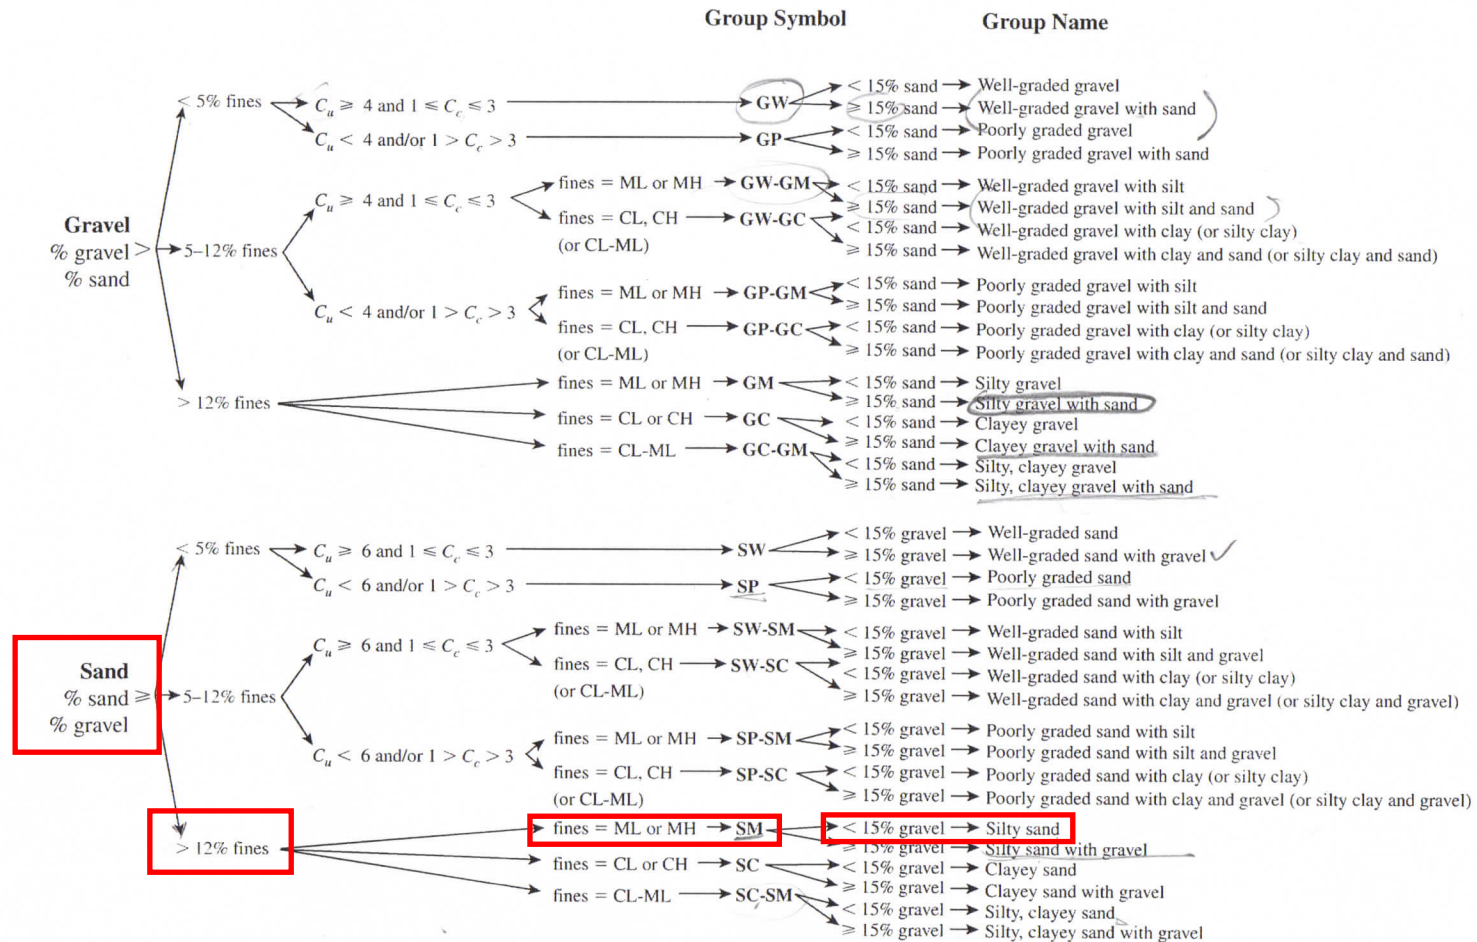 Group Symbol Group Name
< 5% fines Cu ≥ 4 and 1 ≤ Cc ≤ 3 GW < 15% sand Well-graded gravel
≥ 15% sand Well-graded gravel with sand
Cu < 4 and/or 1 > Cc > 3 GP < 15% sand Poorly graded gravel
≥ 15% sand Poorly graded gravel with sand
Gravel
% gravel >
% sand
5–12% fines Cu ≥ 4 and 1 ≤ Cc ≤ 3 fines = ML or MH GW-GM < 15% sand Well-graded gravel with silt
≥ 15% sand Well-graded gravel with silt and sand
fines = CL, CH GW-GC < 15% sand Well-graded gravel with clay (or silty clay)
(or CL-ML) ≥ 15% sand Well-graded gravel with clay and sand (or silty clay and sand)
Cu < 4 and/or 1 > Cc > 3 fines = ML or MH GP-GM < 15% sand Poorly graded gravel with silt
≥ 15% sand Poorly graded gravel with silt and sand
fines = CL, CH GP-GC < 15% sand Poorly graded gravel with clay (or silty clay)
(or CL-ML) ≥ 15% sand Poorly graded gravel with clay and sand (or silty clay and sand)
> 12% fines fines = ML or MH GM < 15% sand Silty gravel
≥ 15% sand Silty gravel with sand
fines = CL or CH GC < 15% sand Clayey gravel
≥ 15% sand Clayey gravel with sand
fines = CL-ML GC-GM < 15% sand Silty, clayey gravel
≥ 15% sand Silty, clayey gravel with sand
< 5% fines Cu ≥ 6 and 1 ≤ Cc ≤ 3 SW < 15% gravel Well-graded sand
≥ 15% gravel Well-graded sand with gravel
Cu < 6 and/or 1 > Cc > 3 SP < 15% gravel Poorly graded sand
≥ 15% gravel Poorly graded sand with gravel
Sand
% sand ≥
% gravel
5–12% fines Cu ≥ 6 and 1 ≤ Cc ≤ 3 fines = ML or MH SW-SM < 15% gravel Well-graded sand with silt
≥ 15% gravel Well-graded sand with silt and gravel
fines = CL, CH SW-SC < 15% gravel Well-graded sand with clay (or silty clay)
(or CL-ML) ≥ 15% gravel Well-graded sand with clay and gravel (or silty clay and gravel)
Cu < 6 and/or 1 > Cc > 3 fines = ML or MH SP-SM < 15% gravel Poorly graded sand with silt
≥ 15% gravel Poorly graded sand with silt and gravel
fines = CL, CH SP-SC < 15% gravel Poorly graded sand with clay (or silty clay)
(or CL-ML) ≥ 15% gravel Poorly graded sand with clay and gravel (or silty clay and gravel)
> 12% fines fines = ML or MH SM < 15% gravel Silty sand
≥ 15% gravel Silty sand with gravel
fines = CL or CH SC < 15% gravel Clayey sand
≥ 15% gravel Clayey sand with gravel
fines = CL-ML SC-SM < 15% gravel Silty, clayey sand
≥ 15% gravel Silty, clayey sand with gravel